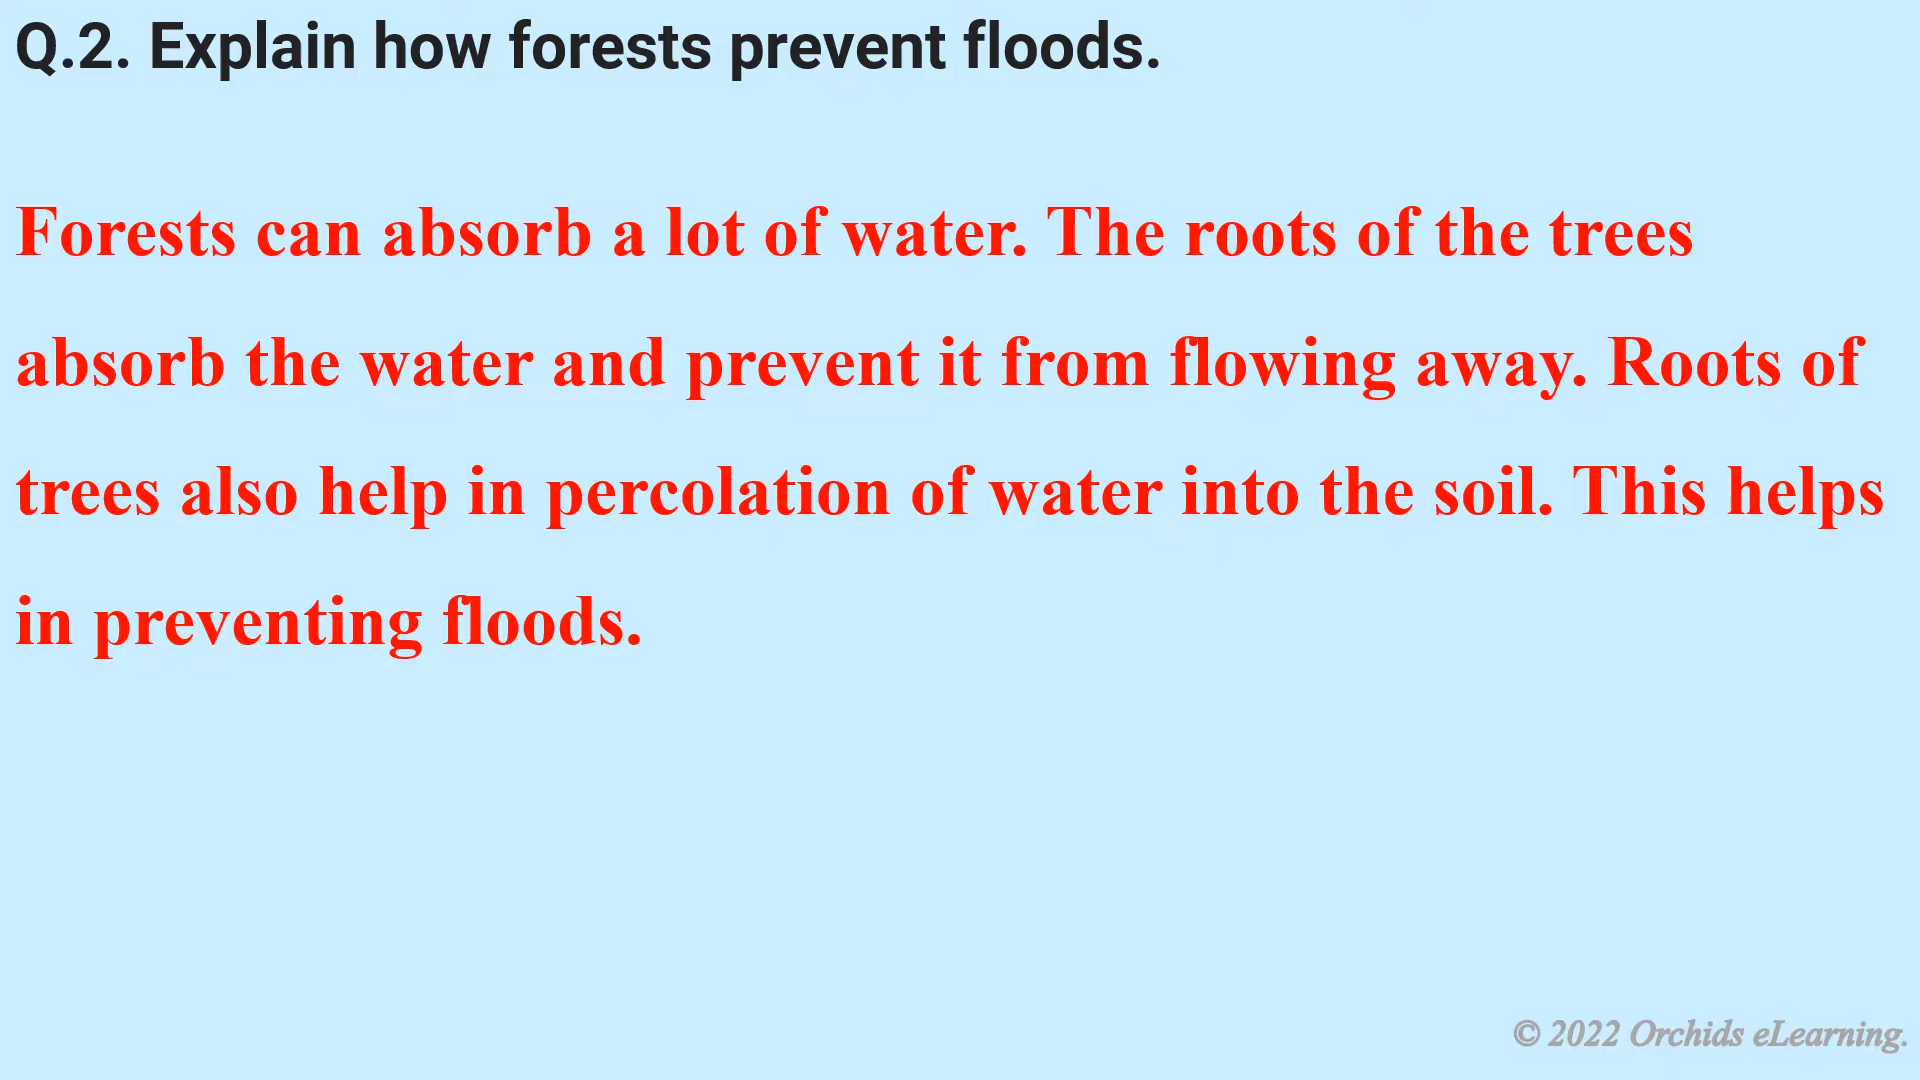 Q.2. Explain how forests prevent floods.
Forests can absorb a lot of water. The roots of the trees
absorb the water and prevent it from flowing away. Roots of
trees also help in percolation of water into the soil. This helps
in preventing floods.
© 2022 Orchids eLearning.